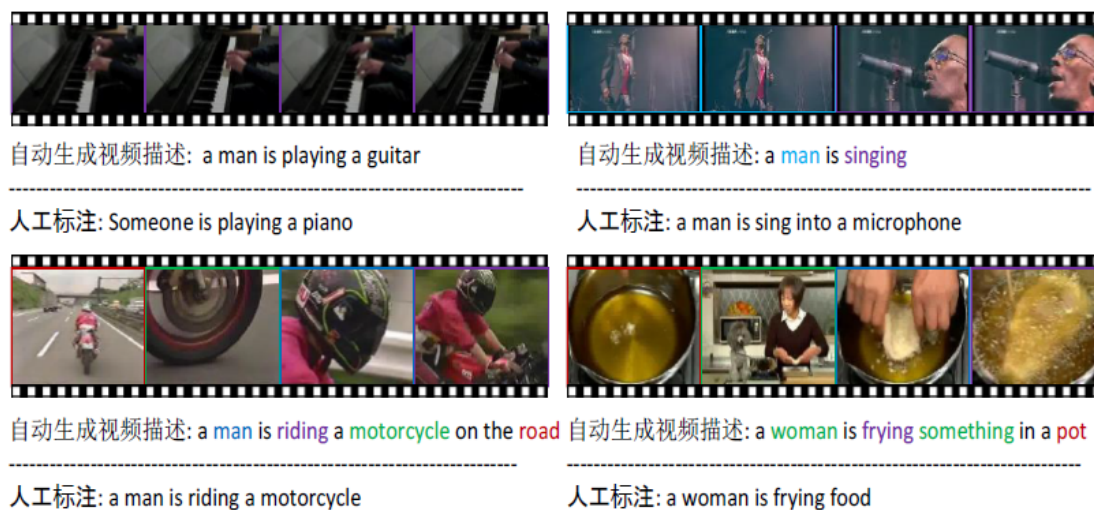 自动生成视频描述: a man is playing a guitar
人工标注: Someone is playing a piano
自动生成视频描述: a man is singing
人工标注: a man is sing into a microphone
自动生成视频描述: a man is riding a motorcycle on the road
人工标注: a man is riding a motorcycle
自动生成视频描述: a woman is frying something in a pot
人工标注: a woman is frying food